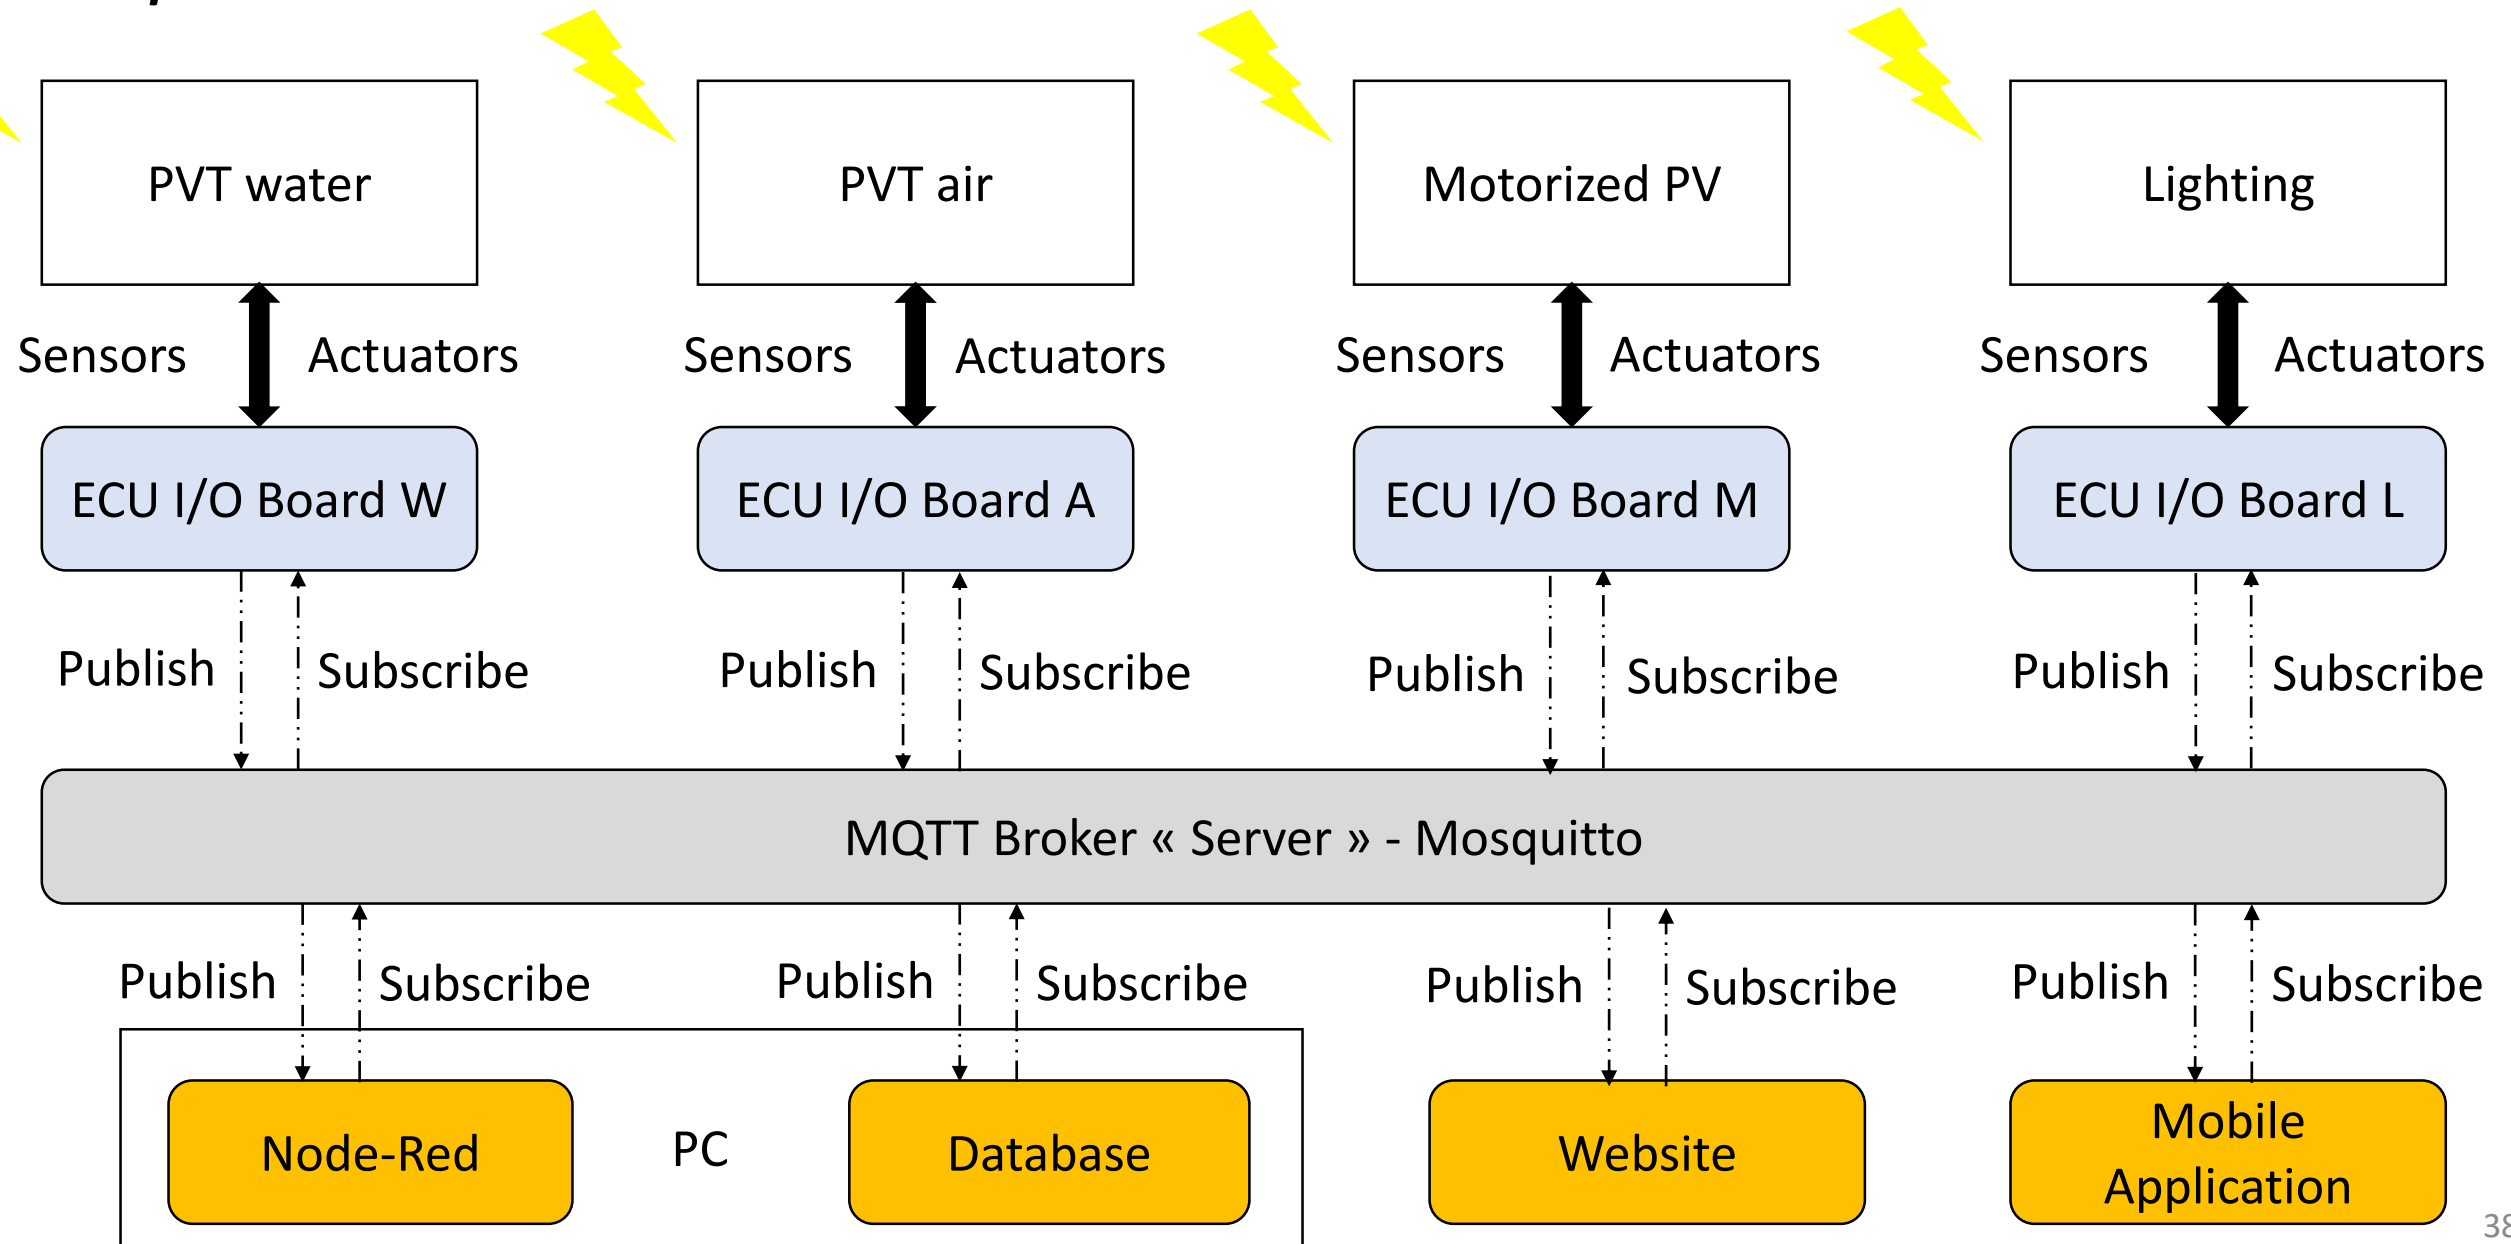 PVT water
PVT air
Motorized PV
Lighting
Sensors
Actuators
Sensors
Actuators
Sensors
Actuators
Sensors
Actuators
ECU I/O Board W
ECU I/O Board A
ECU I/O Board M
ECU I/O Board L
Publish
Subscribe
Publish
Subscribe
Publish
Subscribe
Publish
Subscribe
MQTT Broker « Server » - Mosquitto
Publish
Subscribe
Publish
Subscribe
Publish
Subscribe
Publish
Subscribe
Node-Red
PC
Database
Website
Mobile
Application
38